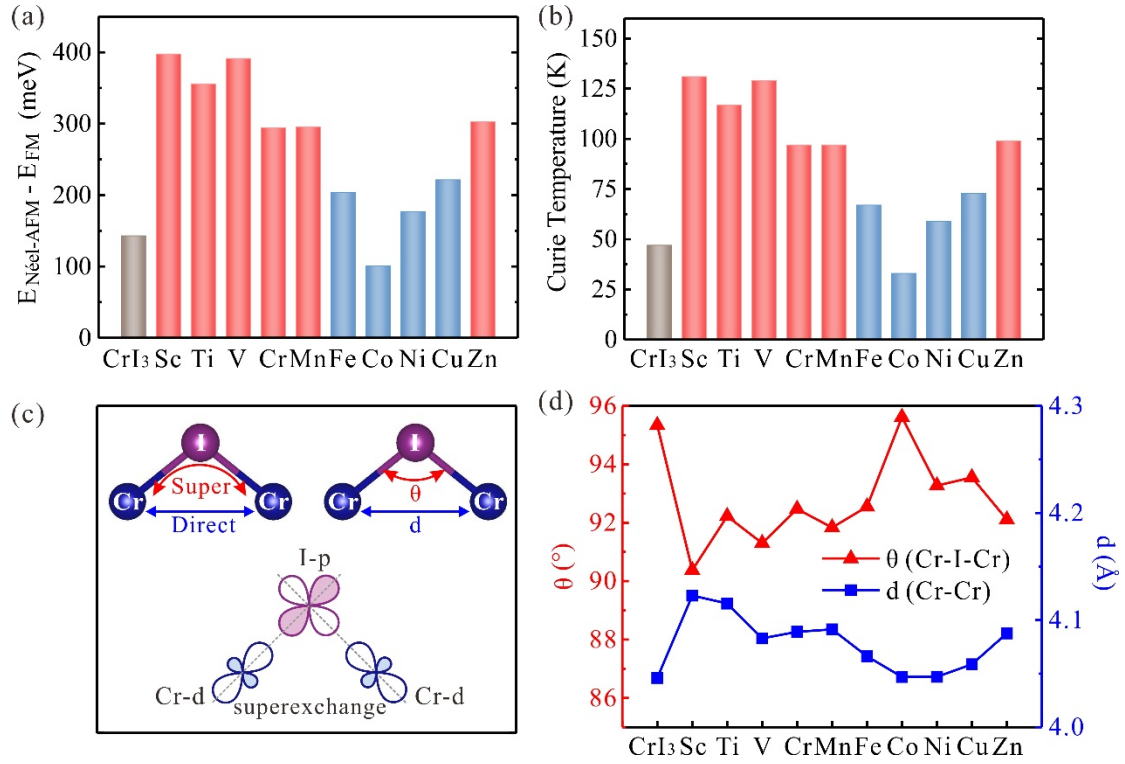 (a)
E_Néel-AFM - E_FM (meV)
400
300
200
100
0
CrI₃ Sc Ti V Cr Mn Fe Co Ni Cu Zn
(b)
Curie Temperature (K)
150
125
100
75
50
25
0
CrI₃ Sc Ti V Cr Mn Fe Co Ni Cu Zn
(c)
I I
Cr Super Cr Cr θ Cr
Direct d
I-p
Cr-d Cr-d
superexchange
(d)
θ (°)
96
94
92
90
88
86
θ (Cr-I-Cr)
d (Cr-Cr)
4.3
4.2
4.1
4.0
d (Å)
CrI₃ Sc Ti V Cr Mn Fe Co Ni Cu Zn